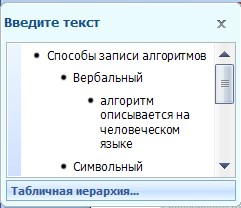 Введите текст
Способы записи алгоритмов
Вербальный
алгоритм
описывается на
человеческом
языке
Символьный
Табличная иерархия...